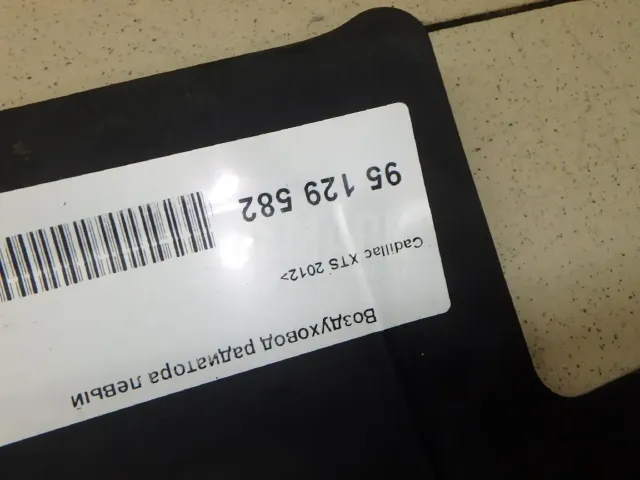 Воздуховод радиатора левый
Cadillac XTS 2012>
95 129 582